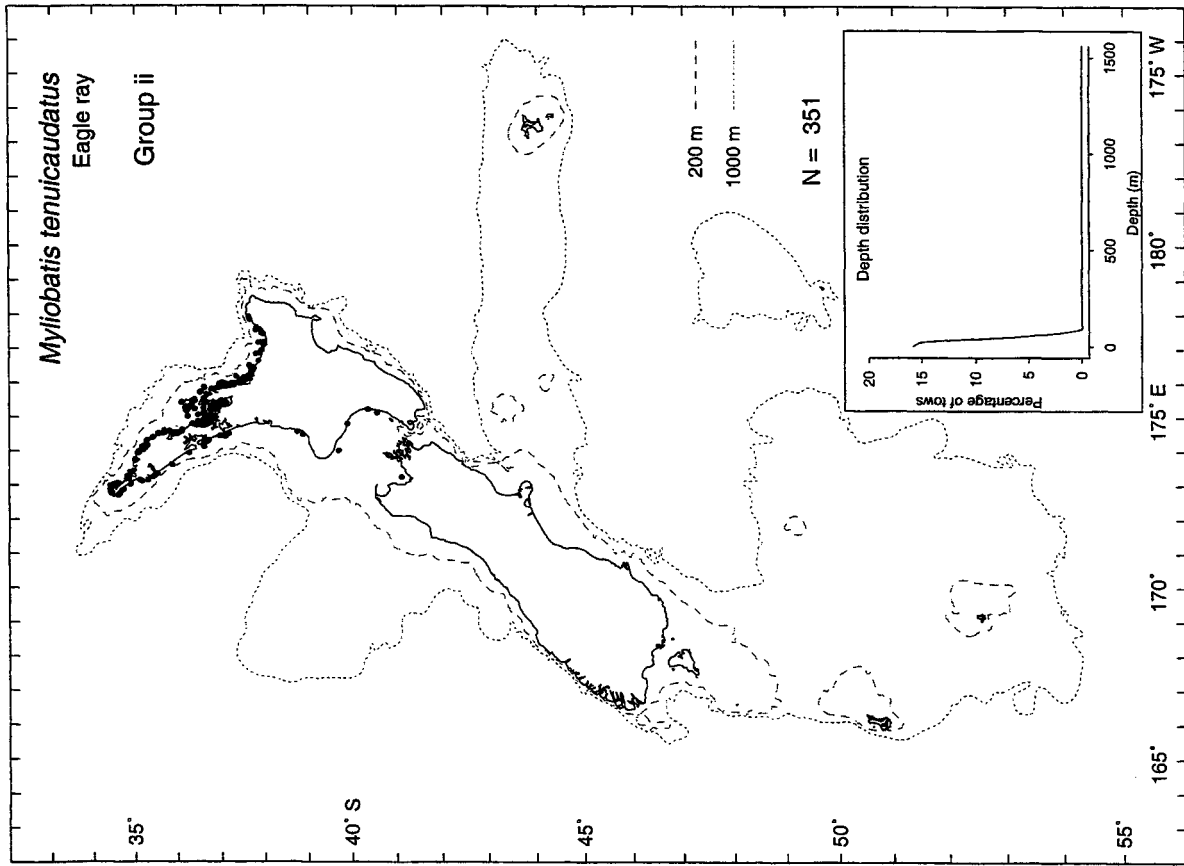 Myliobatis tenuicaudatus
Eagle ray
Group ii
35°
40° S
45°
50°
55°
165°
170°
175° E
180°
175° W
200 m
1000 m
N = 351
Depth distribution
Percentage of tows
20
15
10
5
0
0
500
1000
1500
Depth (m)